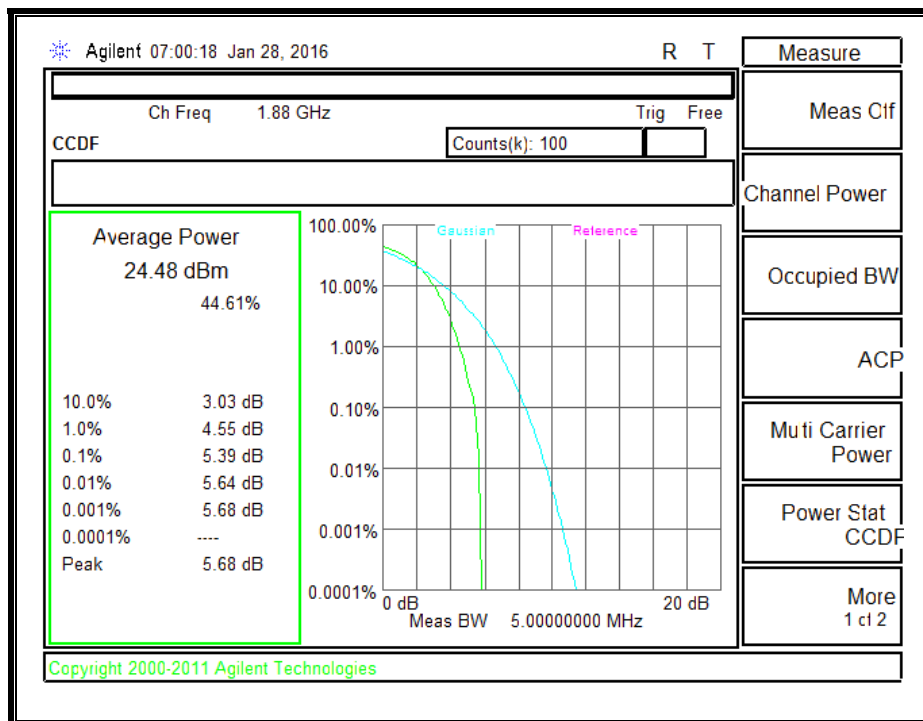 Agilent 07:00:18 Jan 28, 2016 R T
Ch Freq 1.88 GHz Trig Free
CCDF Counts(k): 100
Average Power
24.48 dBm
44.61%
10.0% 3.03 dB
1.0% 4.55 dB
0.1% 5.39 dB
0.01% 5.64 dB
0.001% 5.68 dB
0.0001% ----
Peak 5.68 dB
Gaussian Reference
100.00%
10.00%
1.00%
0.10%
0.01%
0.001%
0.0001%
0 dB 20 dB
Meas BW 5.00000000 MHz
Measure
Meas Off
Channel Power
Occupied BW
ACP
Multi Carrier
Power
Power Stat
CCDF
More
1 of 2
Copyright 2000-2011 Agilent Technologies